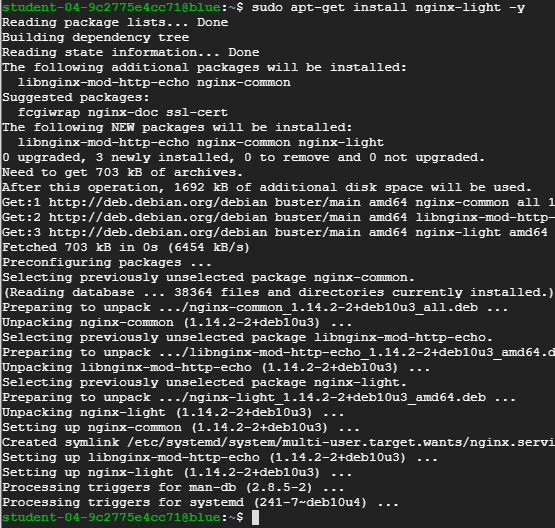 student-04-9c2775e4cc71@blue:~$ sudo apt-get install nginx-light -y
Reading package lists... Done
Building dependency tree
Reading state information... Done
The following additional packages will be installed:
  libnginx-mod-http-echo nginx-common
Suggested packages:
  fcgiwrap nginx-doc ssl-cert
The following NEW packages will be installed:
  libnginx-mod-http-echo nginx-common nginx-light
0 upgraded, 3 newly installed, 0 to remove and 0 not upgraded.
Need to get 703 kB of archives.
After this operation, 1692 kB of additional disk space will be used.
Get:1 http://deb.debian.org/debian buster/main amd64 nginx-common all 1
Get:2 http://deb.debian.org/debian buster/main amd64 libnginx-mod-http-
Get:3 http://deb.debian.org/debian buster/main amd64 nginx-light amd64
Fetched 703 kB in 0s (6454 kB/s)
Preconfiguring packages ...
Selecting previously unselected package nginx-common.
(Reading database ... 38364 files and directories currently installed.)
Preparing to unpack .../nginx-common_1.14.2-2+deb10u3_all.deb ...
Unpacking nginx-common (1.14.2-2+deb10u3) ...
Selecting previously unselected package libnginx-mod-http-echo.
Preparing to unpack .../libnginx-mod-http-echo_1.14.2-2+deb10u3_amd64.d
Unpacking libnginx-mod-http-echo (1.14.2-2+deb10u3) ...
Selecting previously unselected package nginx-light.
Preparing to unpack .../nginx-light_1.14.2-2+deb10u3_amd64.deb ...
Unpacking nginx-light (1.14.2-2+deb10u3) ...
Setting up nginx-common (1.14.2-2+deb10u3) ...
Created symlink /etc/systemd/system/multi-user.target.wants/nginx.servi
Setting up libnginx-mod-http-echo (1.14.2-2+deb10u3) ...
Setting up nginx-light (1.14.2-2+deb10u3) ...
Processing triggers for man-db (2.8.5-2) ...
Processing triggers for systemd (241-7~deb10u4) ...
student-04-9c2775e4cc71@blue:~$